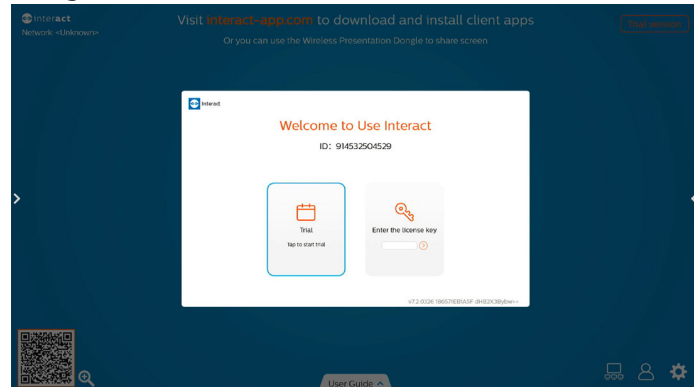 interact
Network: <Unknown>
Visit interact-app.com to download and install client apps
Or you can use the Wireless Presentation Dongle to share screen
Trial version
Interact
Welcome to Use Interact
ID: 914532504529
Trial
Tap to start trial
Enter the license key
User Guide